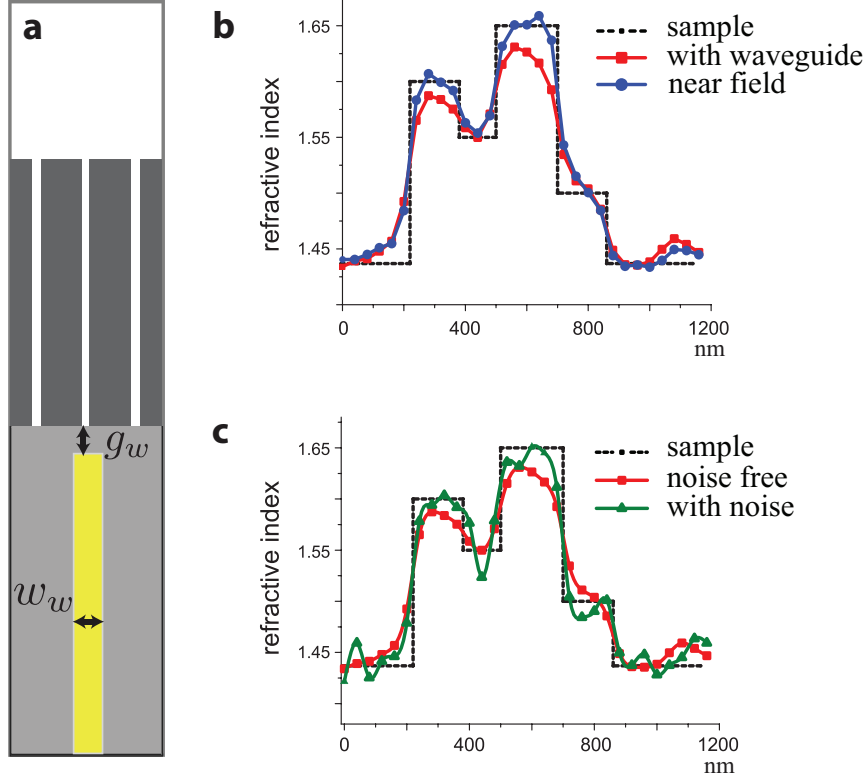 a
g_w
w_w
b
refractive index
1.65
1.55
1.45
0
400
800
1200
nm
sample
with waveguide
near field
c
refractive index
1.65
1.55
1.45
0
400
800
1200
nm
sample
noise free
with noise